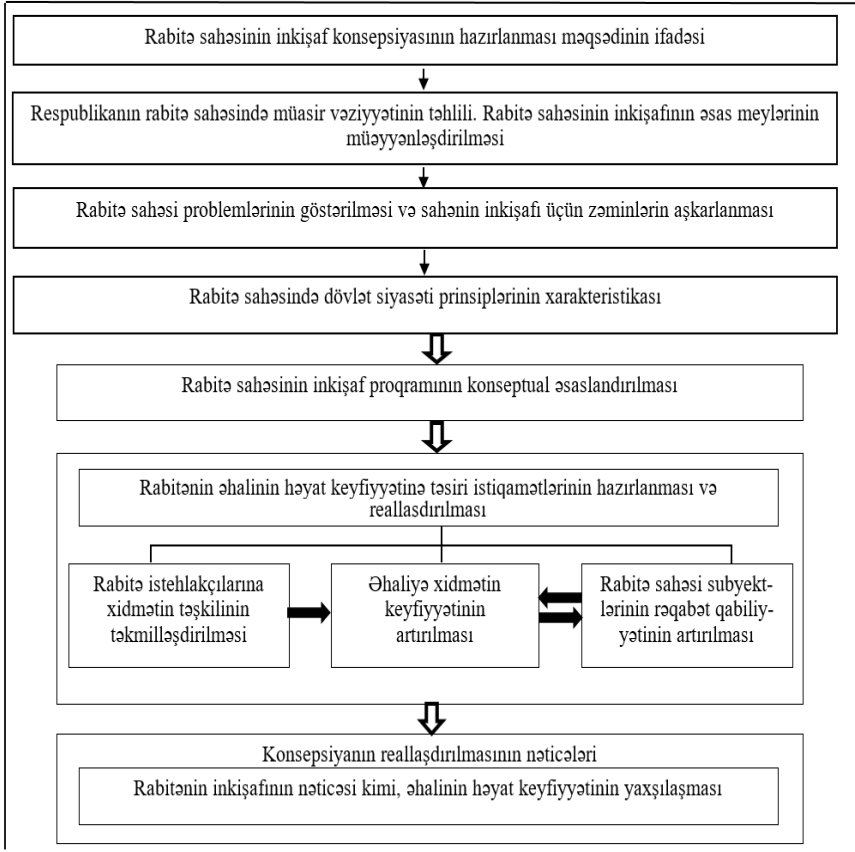 Rabitə sahəsinin inkişaf konsepsiyasının hazırlanması məqsədinin ifadəsi
Respublikanın rabitə sahəsində müasir vəziyyətinin təhlili. Rabitə sahəsinin inkişafının əsas meylərinin
müəyyənləşdirilməsi
Rabitə sahəsi problemlərinin göstərilməsi və sahənin inkişafı üçün zəminlərin aşkarlanması
Rabitə sahəsində dövlət siyasəti prinsiplərinin xarakteristikası
Rabitə sahəsinin inkişaf proqramının konseptual əsaslandırılması
Rabitənin əhalinin həyat keyfiyyətinə təsiri istiqamətlərinin hazırlanması və
reallasdırılması
Rabitə istehlakçılarına
xidmətin təşkilinin
təkmilləşdirilməsi
Əhaliyə xidmətin
keyfiyyətinin
artırılması
Rabitə sahəsi subyekt-
lərinin rəqabət qabiliy-
yətinin artırılması
Konsepsiyanın reallaşdırılmasının nəticələri
Rabitənin inkişafının nəticəsi kimi, əhalinin həyat keyfiyyətinin yaxşılaşması